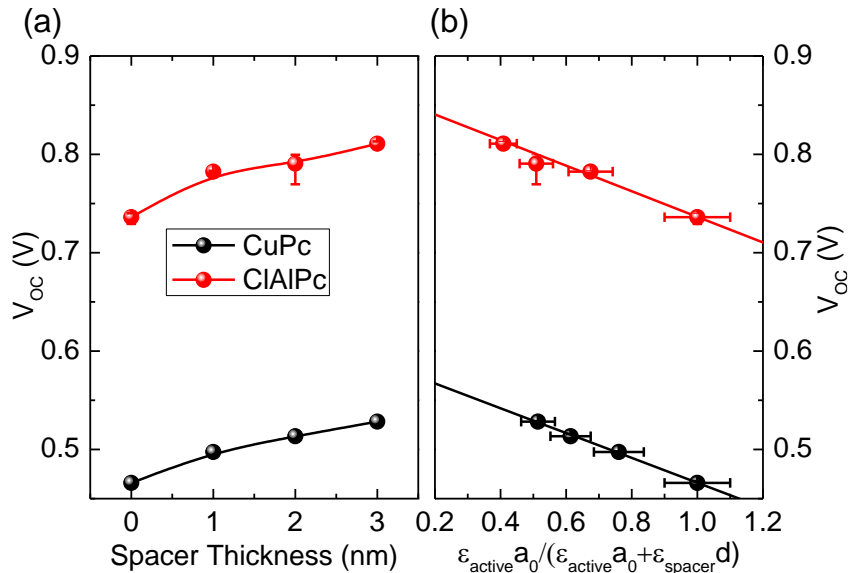 (a)
(b)
0.9
0.8
0.7
0.6
0.5
V_OC (V)
CuPc
ClAlPc
0 1 2 3
Spacer Thickness (nm)
0.9
0.8
0.7
0.6
0.5
V_OC (V)
0.2 0.4 0.6 0.8 1.0 1.2
ε_active a_0/(ε_active a_0+ε_spacer d)